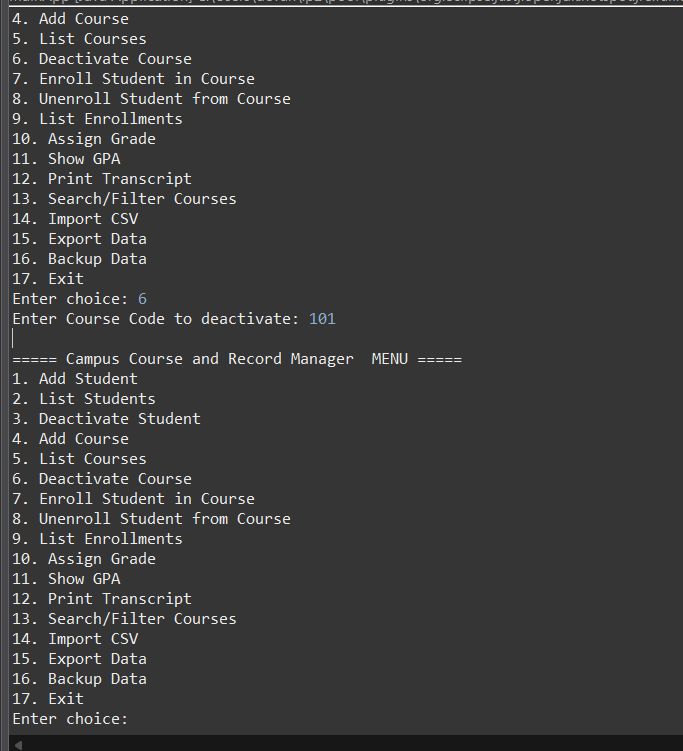 4. Add Course
5. List Courses
6. Deactivate Course
7. Enroll Student in Course
8. Unenroll Student from Course
9. List Enrollments
10. Assign Grade
11. Show GPA
12. Print Transcript
13. Search/Filter Courses
14. Import CSV
15. Export Data
16. Backup Data
17. Exit
Enter choice: 6
Enter Course Code to deactivate: 101
===== Campus Course and Record Manager  MENU =====
1. Add Student
2. List Students
3. Deactivate Student
4. Add Course
5. List Courses
6. Deactivate Course
7. Enroll Student in Course
8. Unenroll Student from Course
9. List Enrollments
10. Assign Grade
11. Show GPA
12. Print Transcript
13. Search/Filter Courses
14. Import CSV
15. Export Data
16. Backup Data
17. Exit
Enter choice: